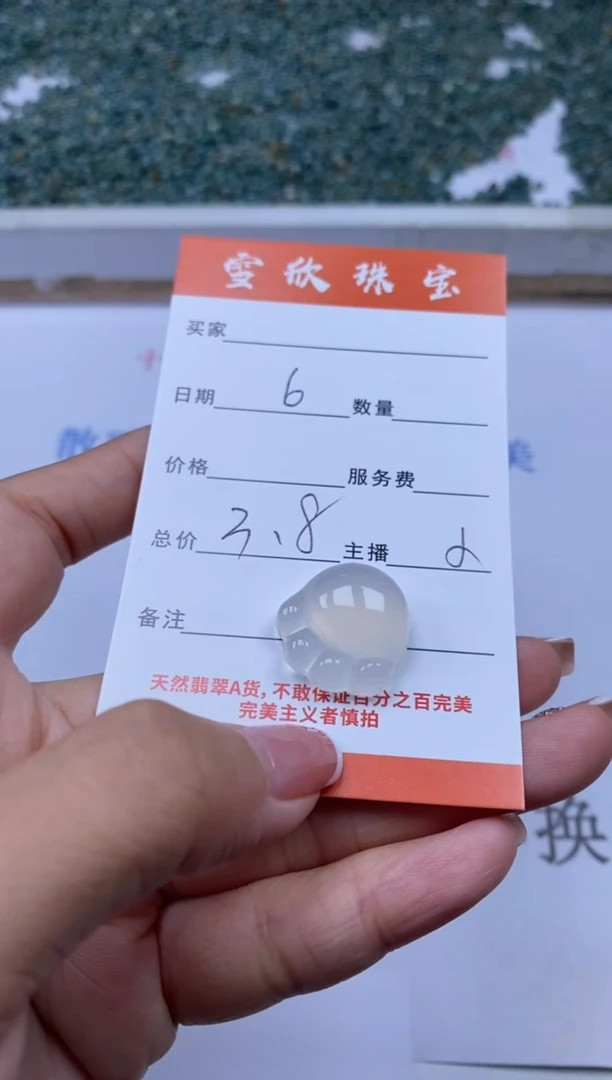 雪欣珠宝
买家
日期 6 数量
价格 服务费
总价 3、8 主播
备注
天然翡翠A货,不敢保证百分之百完美
完美主义者慎拍
换